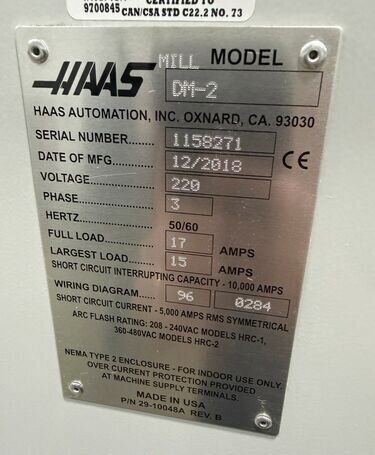 CERTIFIED TO
9700845 CAN/CSA STD C22.2 NO. 73
HAAS MILL MODEL
DM-2
HAAS AUTOMATION, INC. OXNARD, CA. 93030
SERIAL NUMBER.......... 1158271
DATE OF MFG............. 12/2018 CE
VOLTAGE.................... 220
PHASE........................ 3
HERTZ 50/60
FULL LOAD................. 17 AMPS
LARGEST LOAD.......... 15 AMPS
SHORT CIRCUIT INTERRUPTING CAPACITY - 10,000 AMPS
WIRING DIAGRAM.......... 96 0284
SHORT CIRCUIT CURRENT - 5,000 AMPS RMS SYMMETRICAL
ARC FLASH RATING: 208 - 240VAC MODELS HRC-1,
360-480VAC MODELS HRC-2
NEMA TYPE 2 ENCLOSURE - FOR INDOOR USE ONLY,
OVER CURRENT PROTECTION PROVIDED
AT MACHINE SUPPLY TERMINALS.
MADE IN USA
P/N 29-10048A REV. B